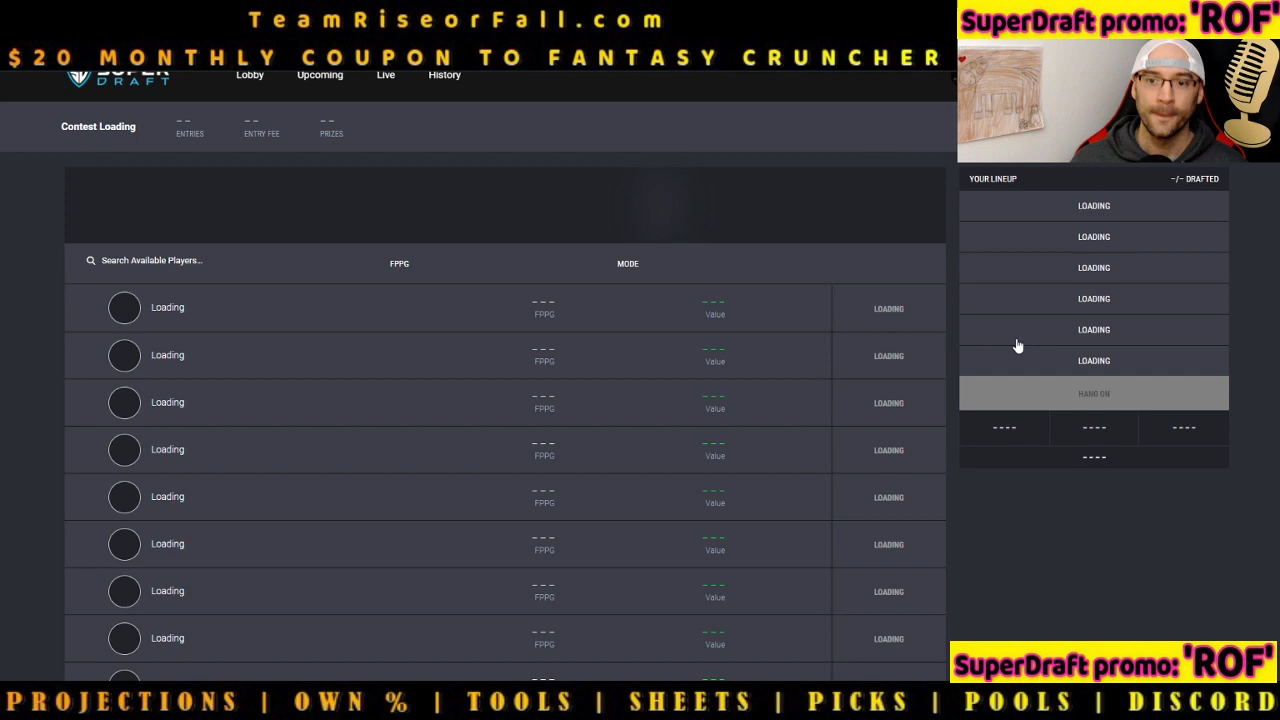 TeamRiseorFall.com
$20 MONTHLY COUPON TO FANTASY CRUNCHER
SuperDraft promo: 'ROF'
SUPER
DRAFT
Lobby Upcoming Live History
Contest Loading
-- -- --
ENTRIES ENTRY FEE PRIZES
YOUR LINEUP -/- DRAFTED
LOADING
LOADING
LOADING
LOADING
LOADING
LOADING
HANG ON
---- ---- ----
----
Search Available Players... FPPG MODE
Loading --- FPPG --- Value LOADING
Loading --- FPPG --- Value LOADING
Loading --- FPPG --- Value LOADING
Loading --- FPPG --- Value LOADING
Loading --- FPPG --- Value LOADING
Loading --- FPPG --- Value LOADING
Loading --- FPPG --- Value LOADING
Loading --- FPPG --- Value LOADING
SuperDraft promo: 'ROF'
PROJECTIONS | OWN % | TOOLS | SHEETS | PICKS | POOLS | DISCORD